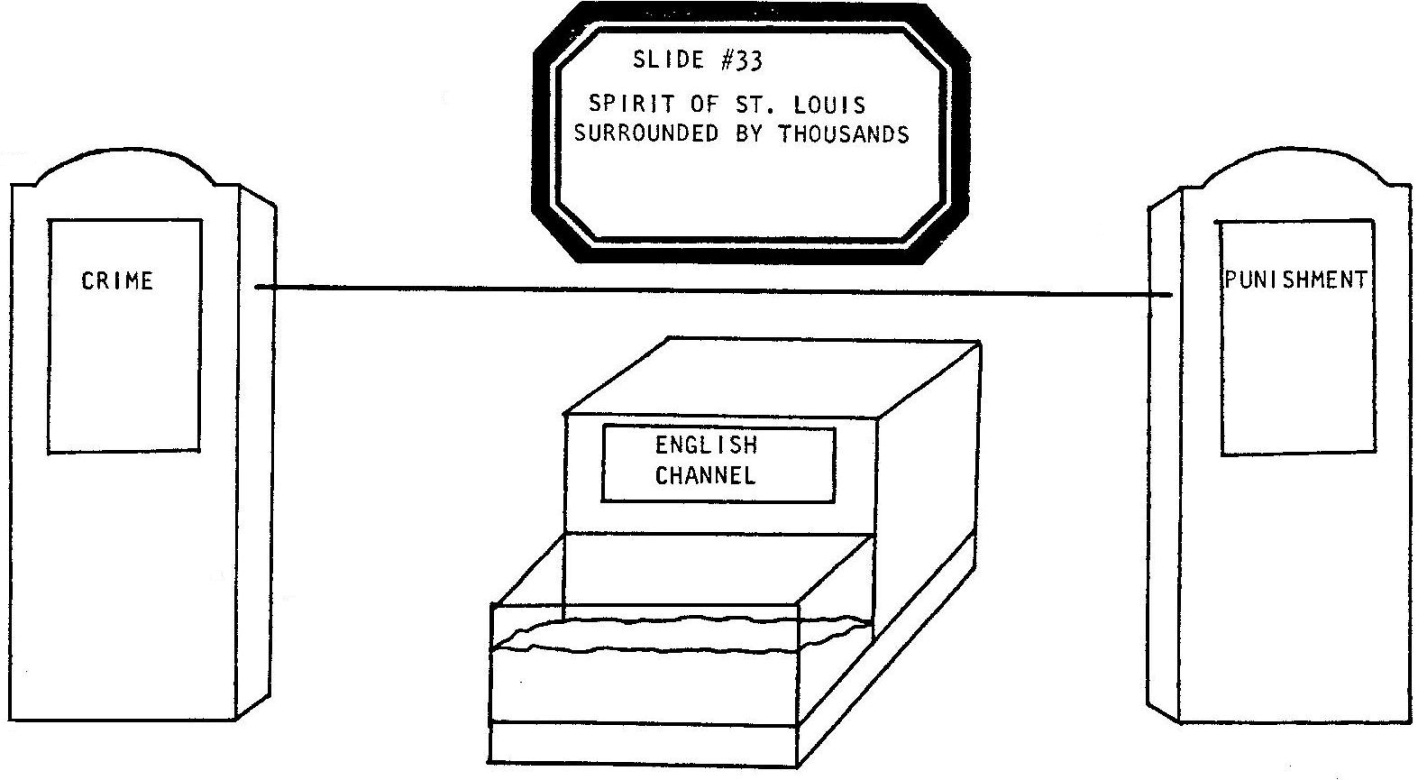 SLIDE #33
SPIRIT OF ST. LOUIS
SURROUNDED BY THOUSANDS
CRIME
PUNISHMENT
ENGLISH
CHANNEL